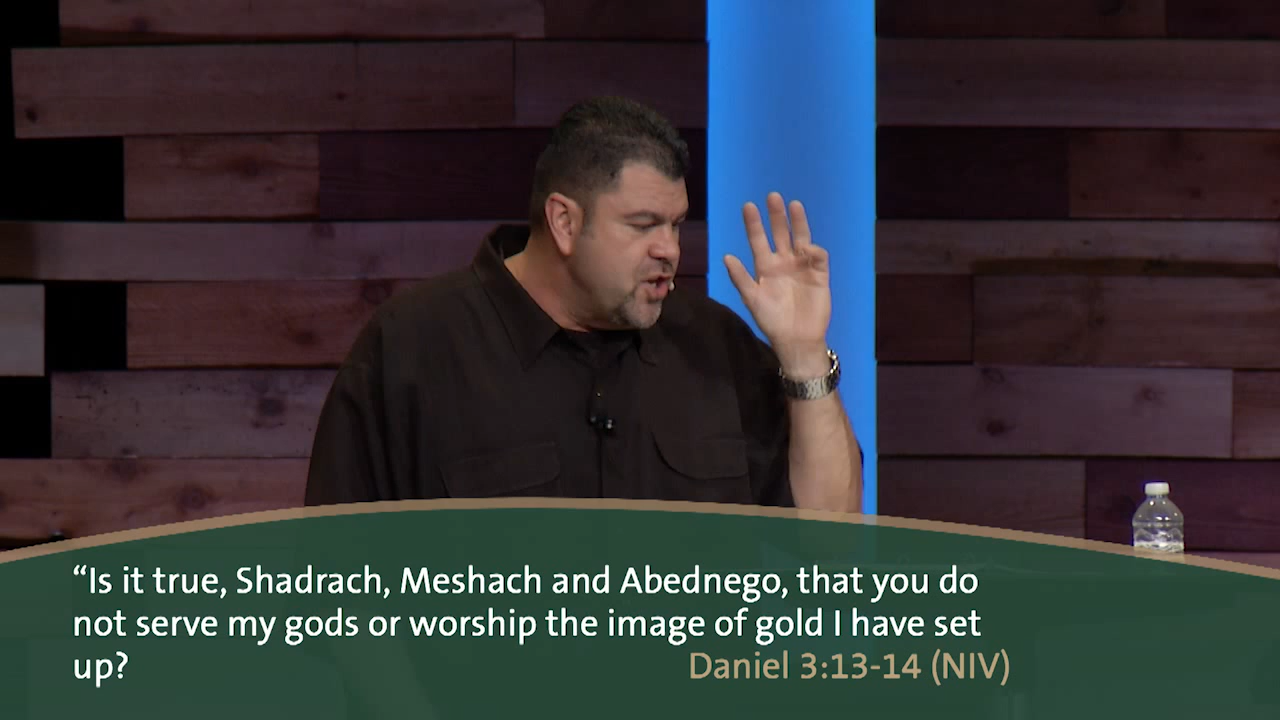 “Is it true, Shadrach, Meshach and Abednego, that you do
not serve my gods or worship the image of gold I have set
up?
Daniel 3:13-14 (NIV)